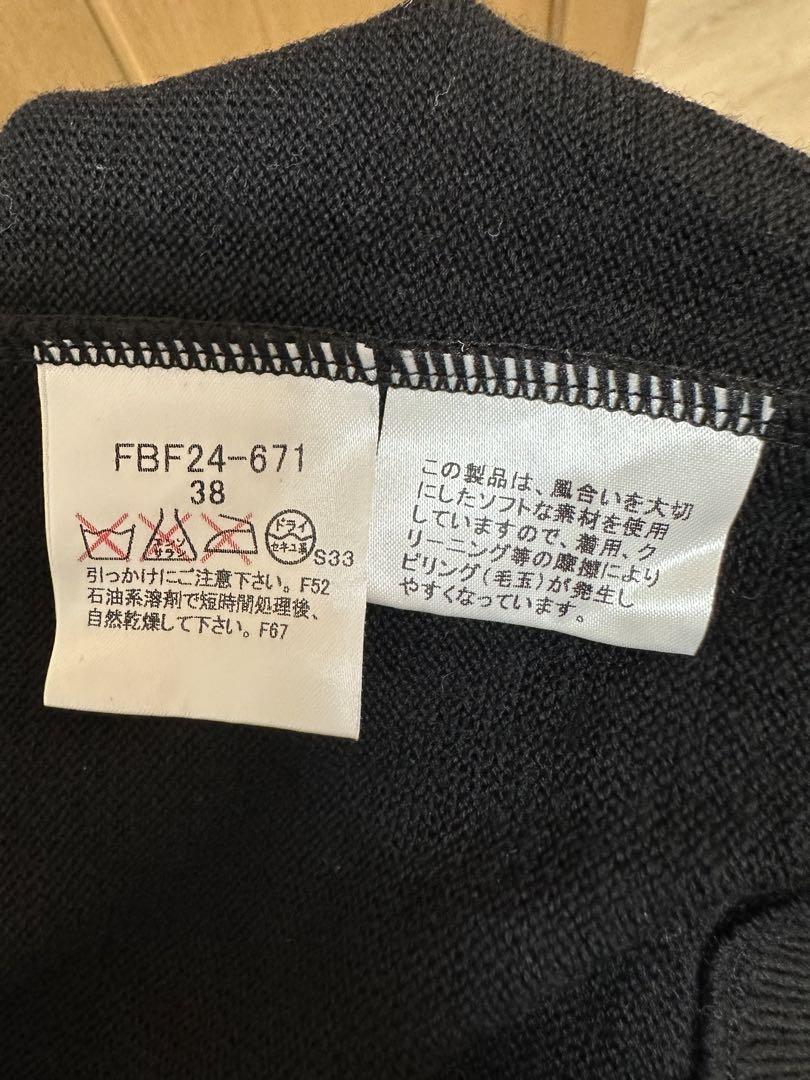 FBF24-671
38
エンソ
サラシ
ドライ
セキユ系
S33
引っかけにご注意下さい。F52
石油系溶剤で短時間処理後、
自然乾燥して下さい。F67
この製品は、風合いを大切
にしたソフトな素材を使用
していますので、着用、ク
リーニング等の摩擦により
ピリング(毛玉)が発生し
やすくなっています。